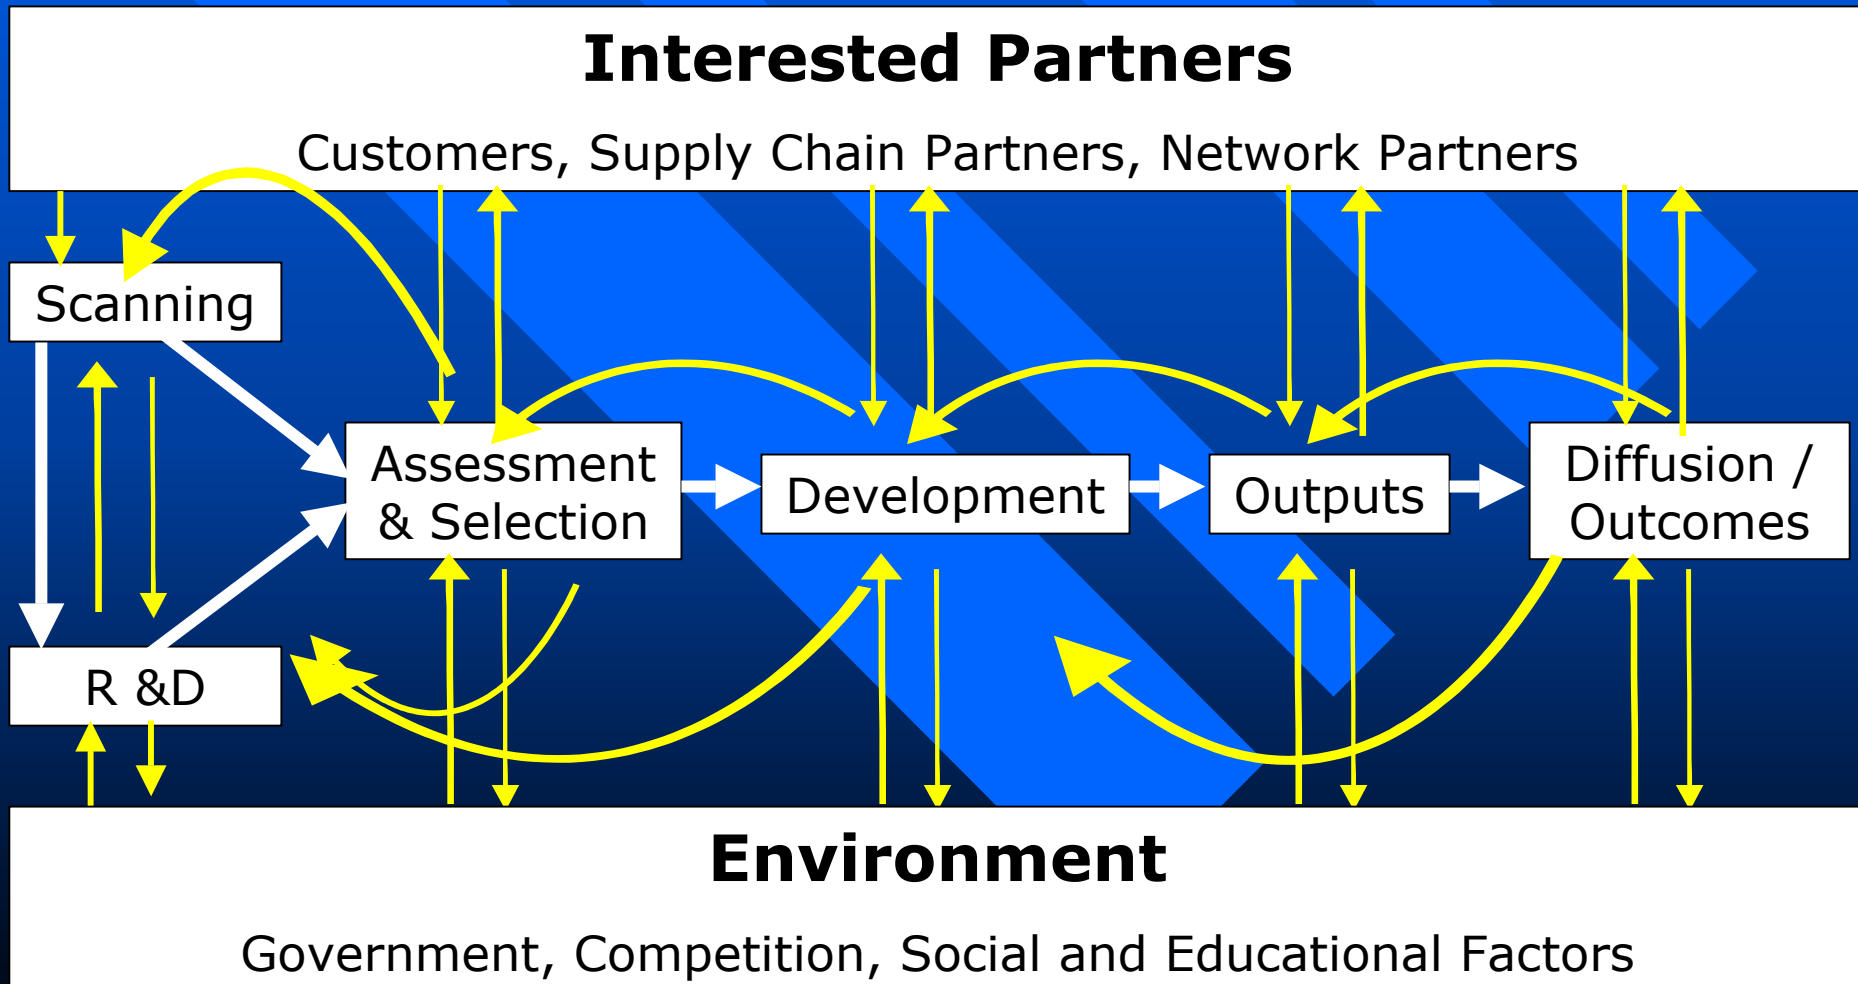 Interested Partners
Customers, Supply Chain Partners, Network Partners
Scanning
Assessment
& Selection
Development
Outputs
Diffusion /
Outcomes
R &D
Environment
Government, Competition, Social and Educational Factors